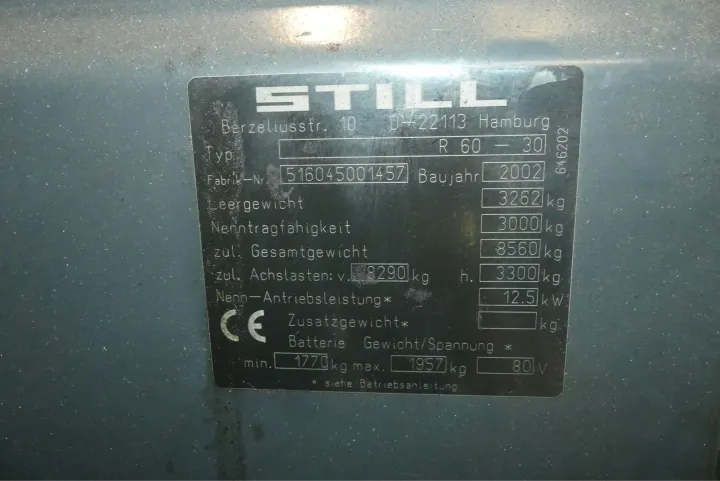 STILL
Berzeliusstr. 10 D-22113 Hamburg
Typ R 60 - 30
Fabrik-Nr. 516045001457 Baujahr 2002
Leergewicht 3262 kg
Nenntragfähigkeit 3000 kg
zul. Gesamtgewicht 8560 kg
zul. Achslasten: v. 8290 kg h. 3300 kg
Nenn-Antriebsleistung* 12.5 kW
CE Zusatzgewicht* kg
Batterie Gewicht/Spannung *
min. 1770 kg max. 1957 kg 80 V
* siehe Betriebsanleitung
646202